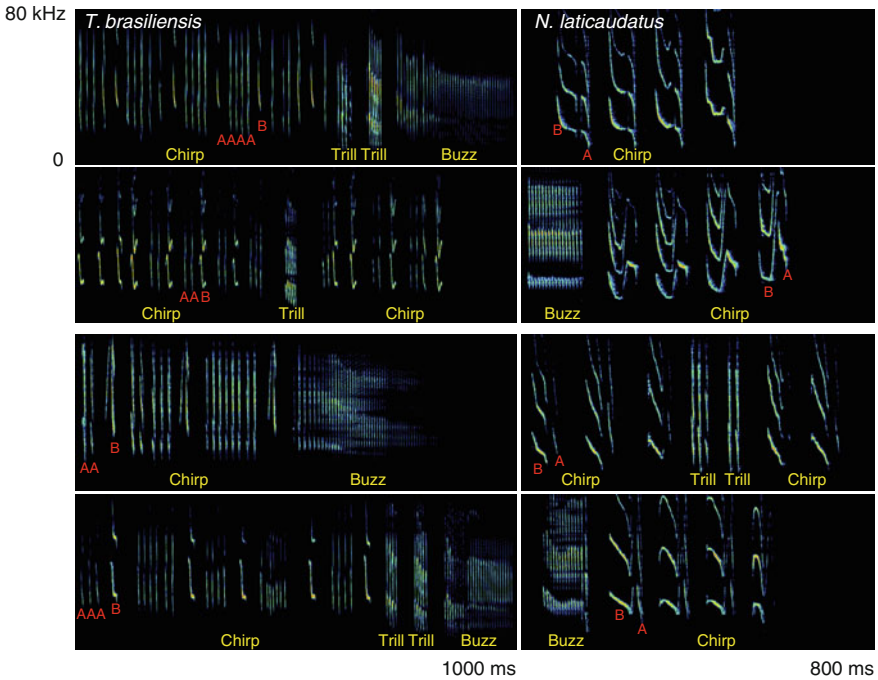 80 kHz
T. brasiliensis
N. laticaudatus
B
AAAA
B
A
0
Chirp
Trill
Trill
Buzz
Chirp
AA
B
B
A
Chirp
Trill
Chirp
Buzz
Chirp
AA
B
B
A
Chirp
Buzz
Chirp
Trill
Trill
Chirp
AAA
B
B
A
Chirp
Trill
Trill
Buzz
Buzz
Chirp
1000 ms
800 ms